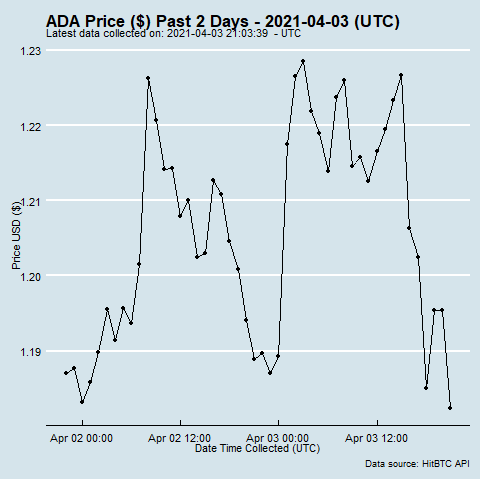 ADA Price ($) Past 2 Days - 2021-04-03 (UTC)
Latest data collected on: 2021-04-03 21:03:39 - UTC
1.23
1.22
1.21
1.20
1.19
Price USD ($)
Apr 02 00:00 Apr 02 12:00 Apr 03 00:00 Apr 03 12:00
Date Time Collected (UTC)
Data source: HitBTC API